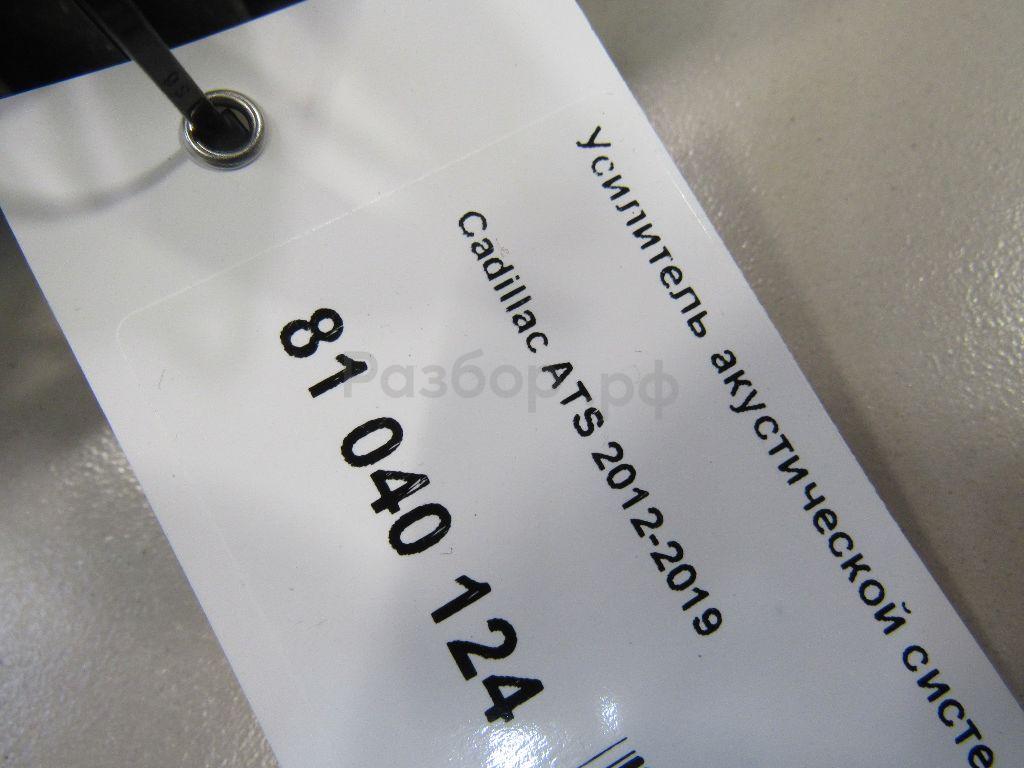 Усилитель акустической систе
Cadillac ATS 2012-2019
81 040 124
Разбор.рф